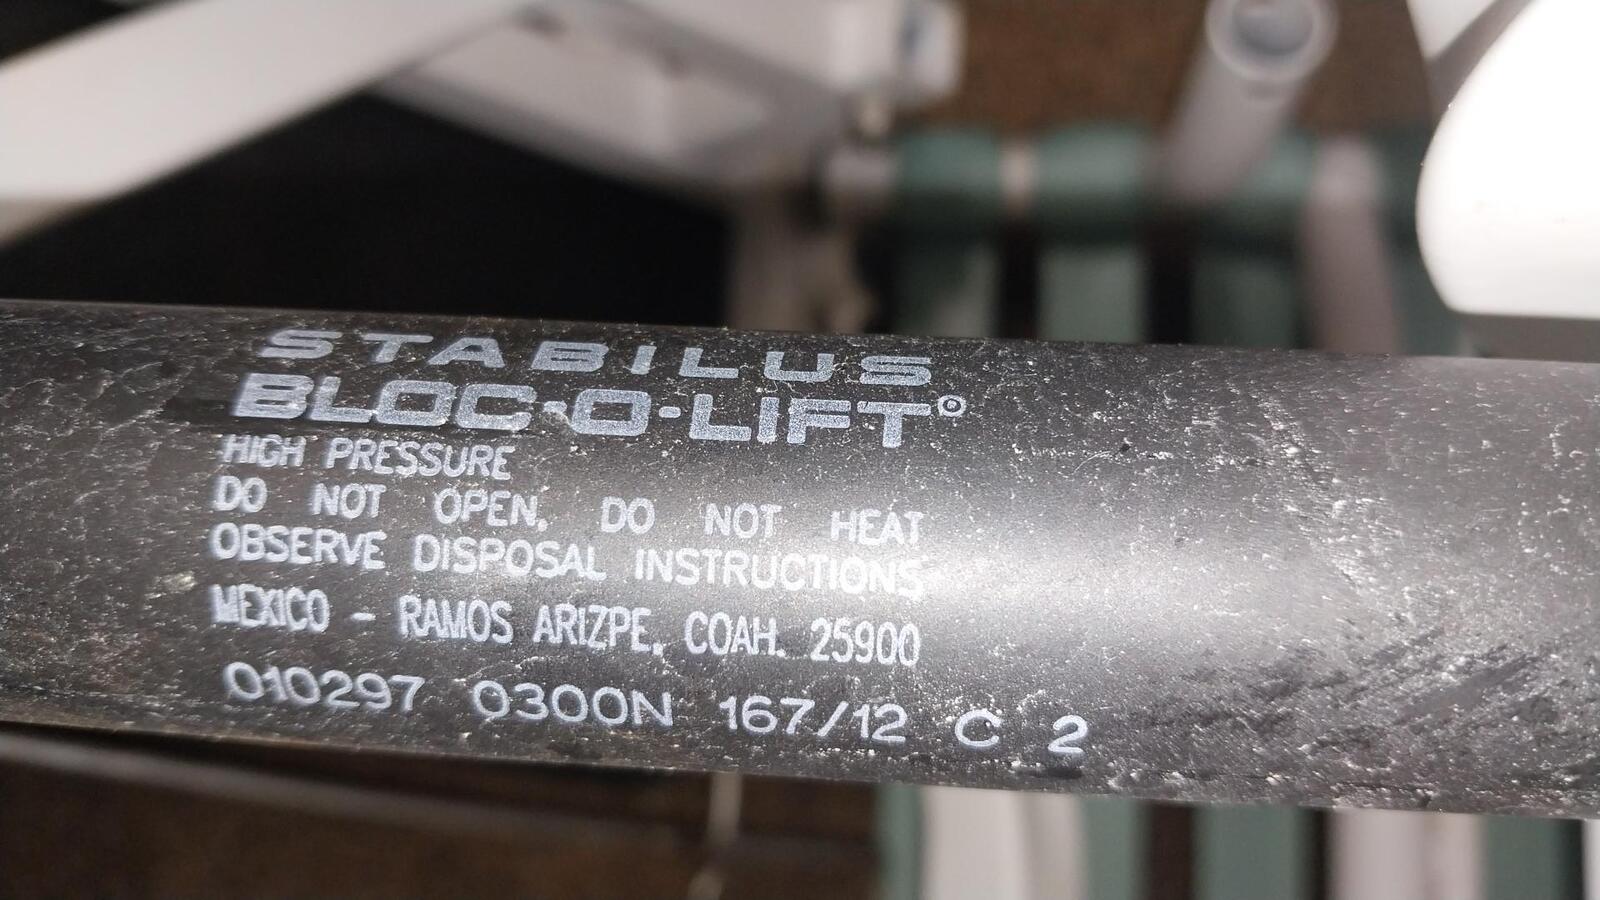 STABILUS
BLOC·O·LIFT®
HIGH PRESSURE
DO NOT OPEN. DO NOT HEAT
OBSERVE DISPOSAL INSTRUCTIONS
MEXICO - RAMOS ARIZPE, COAH. 25900
010297 0300N 167/12 C 2